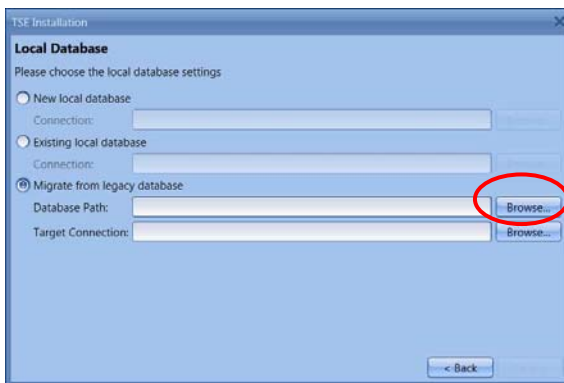 TSE Installation
Local Database
Please choose the local database settings
New local database
Connection:
Existing local database
Connection:
Migrate from legacy database
Database Path: Browse...
Target Connection: Browse...
< Back